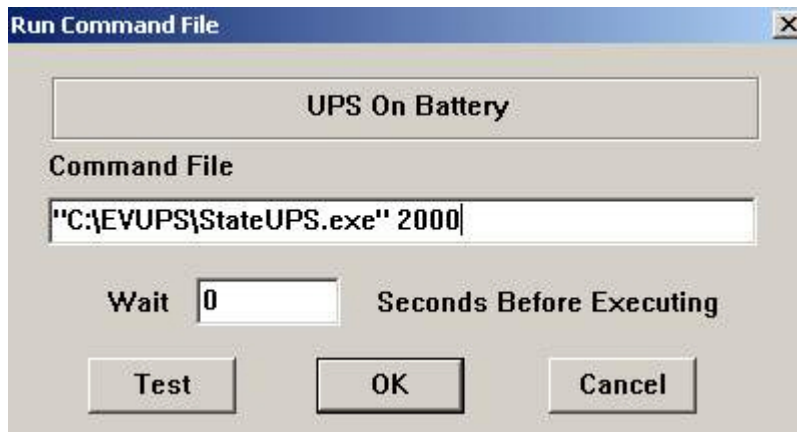 Run Command File
UPS On Battery
Command File
"C:\EVUPS\StateUPS.exe" 2000
Wait 0 Seconds Before Executing
Test OK Cancel